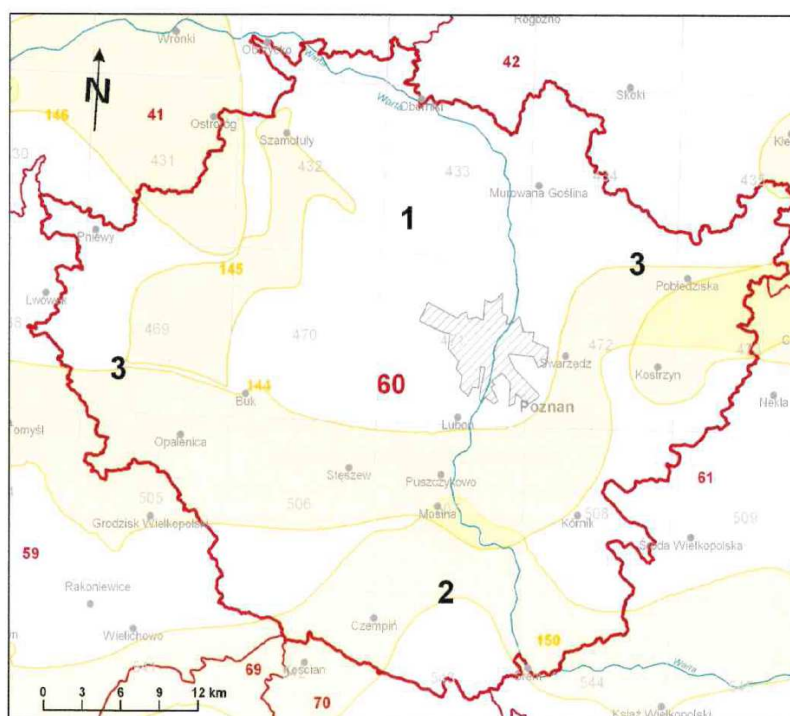 Rogoźno
Wronki
Obrzycko
Warta
42
N
Skoki
Warta
Oborniki
146
41
Ostroróg
Szamotuły
431
432
433
434
Murowana Goślina
1
Pniewy
145
3
Pobiedziska
Lwówek
469
470
472
Swarzędz
3
Kostrzyn
60
144
Buk
Poznań
Nekla
Luboń
Opalenica
Stęszew
Puszczykowo
61
505
506
Mosina
508
509
Grodzisk Wielkopolski
Kórnik
Środa Wielkopolska
59
Rakoniewice
2
Wielichowo
Czempiń
150
69
Kościan
Warta
Śrem
544
70
0 3 6 9 12 km
Książ Wielkopolski